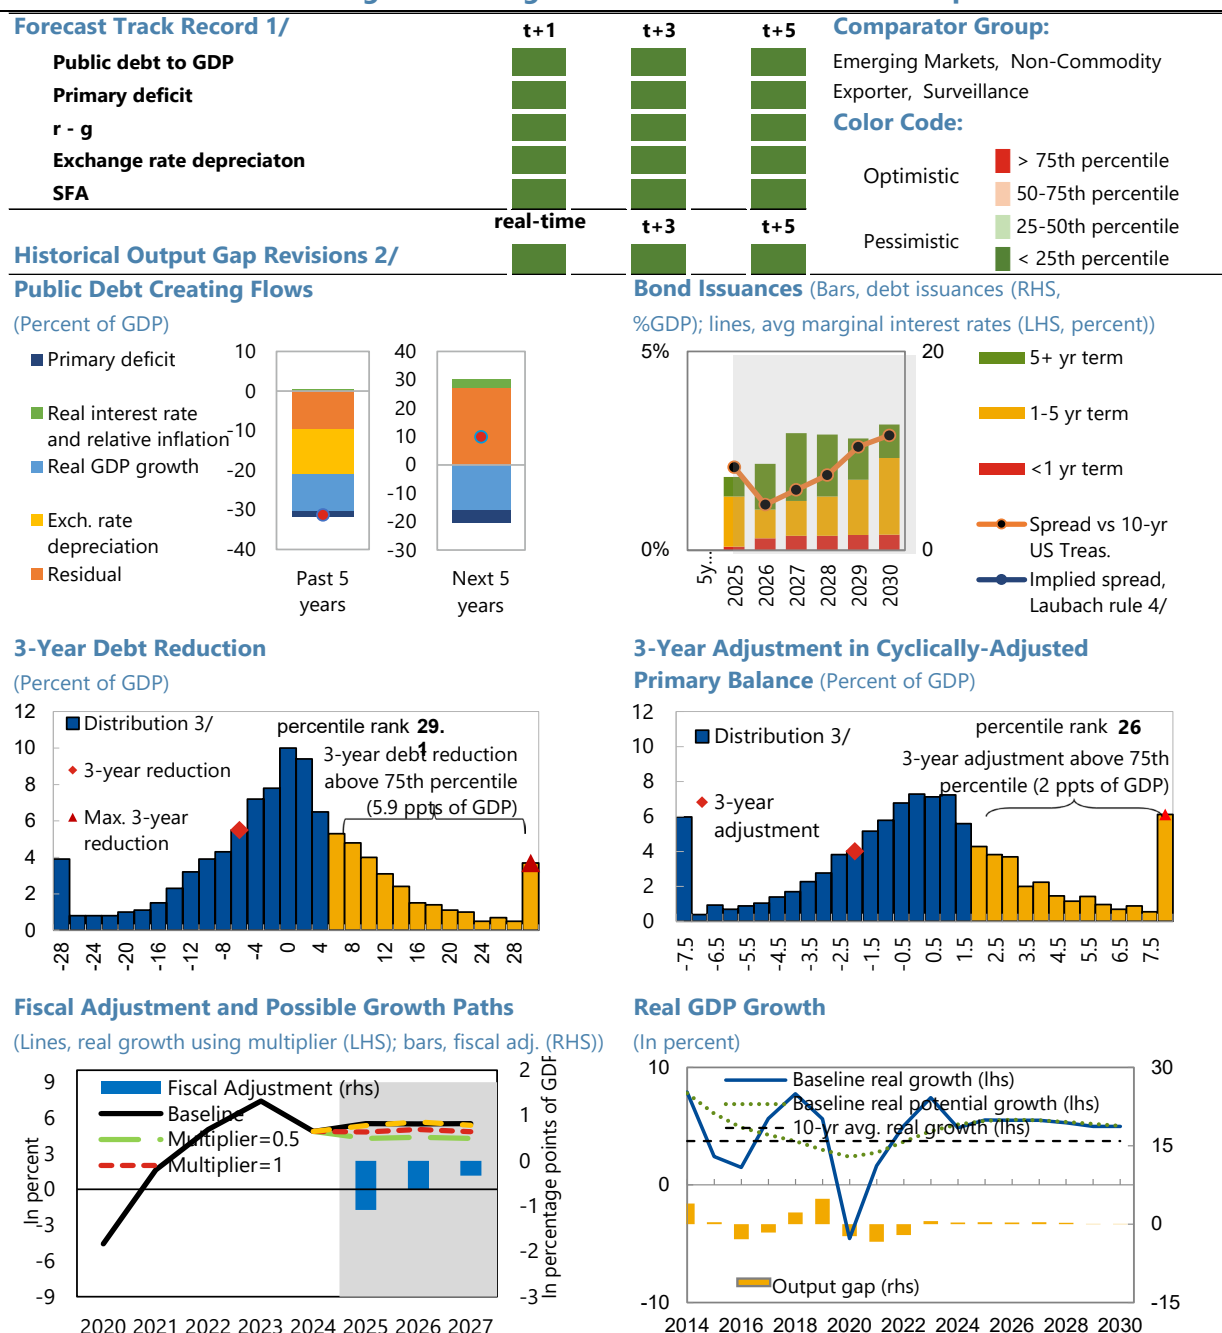 Forecast Track Record 1/
t+1 t+3 t+5
Comparator Group:
Public debt to GDP
Emerging Markets, Non-Commodity
Primary deficit
Exporter, Surveillance
r - g
Color Code:
Exchange rate depreciaton
SFA
Optimistic
> 75th percentile
50-75th percentile
Pessimistic
25-50th percentile
< 25th percentile
real-time t+3 t+5
Historical Output Gap Revisions 2/
Public Debt Creating Flows
(Percent of GDP)
Primary deficit
Real interest rate
and relative inflation
Real GDP growth
Exch. rate
depreciation
Residual
10
0
-10
-20
-30
-40
Past 5
years
40
30
20
10
0
-10
-20
-30
Next 5
years
Bond Issuances (Bars, debt issuances (RHS,
%GDP); lines, avg marginal interest rates (LHS, percent))
5%
0%
20
0
5y...
2025
2026
2027
2028
2029
2030
5+ yr term
1-5 yr term
<1 yr term
Spread vs 10-yr
US Treas.
Implied spread,
Laubach rule 4/
3-Year Debt Reduction
(Percent of GDP)
12
10
8
6
4
2
0
Distribution 3/
3-year reduction
Max. 3-year
reduction
percentile rank 29.
1
3-year debt reduction
above 75th percentile
(5.9 ppts of GDP)
-28
-24
-20
-16
-12
-8
-4
0
4
8
12
16
20
24
28
3-Year Adjustment in Cyclically-Adjusted
Primary Balance (Percent of GDP)
12
10
8
6
4
2
0
Distribution 3/
3-year
adjustment
percentile rank 26
3-year adjustment above 75th
percentile (2 ppts of GDP)
-7.5
-6.5
-5.5
-4.5
-3.5
-2.5
-1.5
-0.5
0.5
1.5
2.5
3.5
4.5
5.5
6.5
7.5
Fiscal Adjustment and Possible Growth Paths
(Lines, real growth using multiplier (LHS); bars, fiscal adj. (RHS))
In percent
9
6
3
0
-3
-6
-9
Fiscal Adjustment (rhs)
Baseline
Multiplier=0.5
Multiplier=1
2
1
0
-1
-2
-3
In percentage points of GDP
2020 2021 2022 2023 2024 2025 2026 2027
Real GDP Growth
(In percent)
10
0
-10
Baseline real growth (lhs)
Baseline real potential growth (lhs)
10-yr avg. real growth (lhs)
Output gap (rhs)
30
15
0
-15
2014 2016 2018 2020 2022 2024 2026 2028 2030